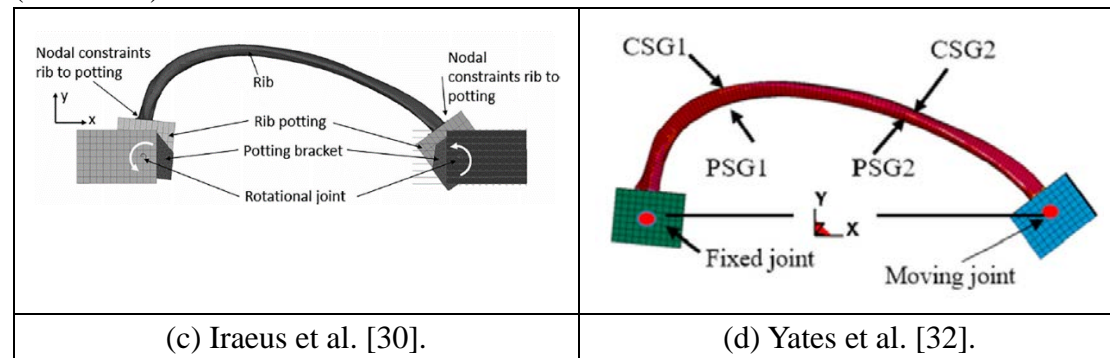 Nodal constraints
rib to potting
y
x
Rib
Nodal
constraints rib to
potting
Rib potting
Potting bracket
Rotational joint
CSG1
CSG2
PSG1
PSG2
Y
Z
X
Fixed joint
Moving joint
(c) Iraeus et al. [30].
(d) Yates et al. [32].